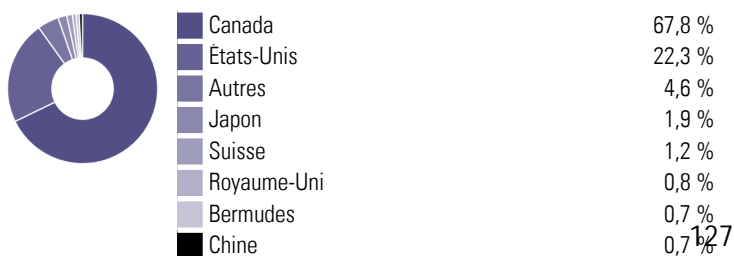 Canada 67,8 %
États-Unis 22,3 %
Autres 4,6 %
Japon 1,9 %
Suisse 1,2 %
Royaume-Uni 0,8 %
Bermudes 0,7 %
Chine 0,7 %
127